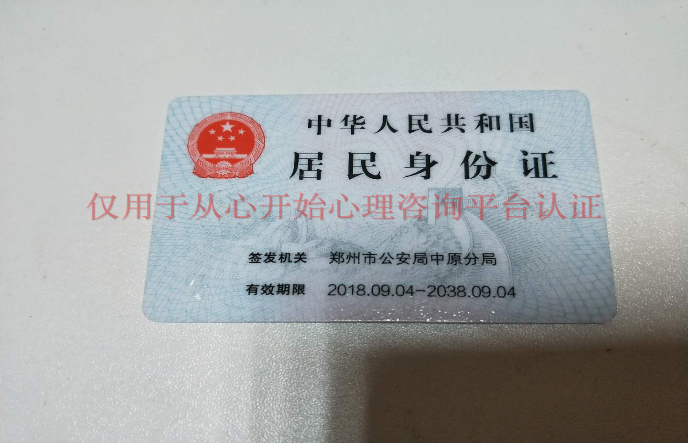 中华人民共和国
居民身份证
仅用于从心开始心理咨询平台认证
签发机关 郑州市公安局中原分局
有效期限 2018.09.04-2038.09.04